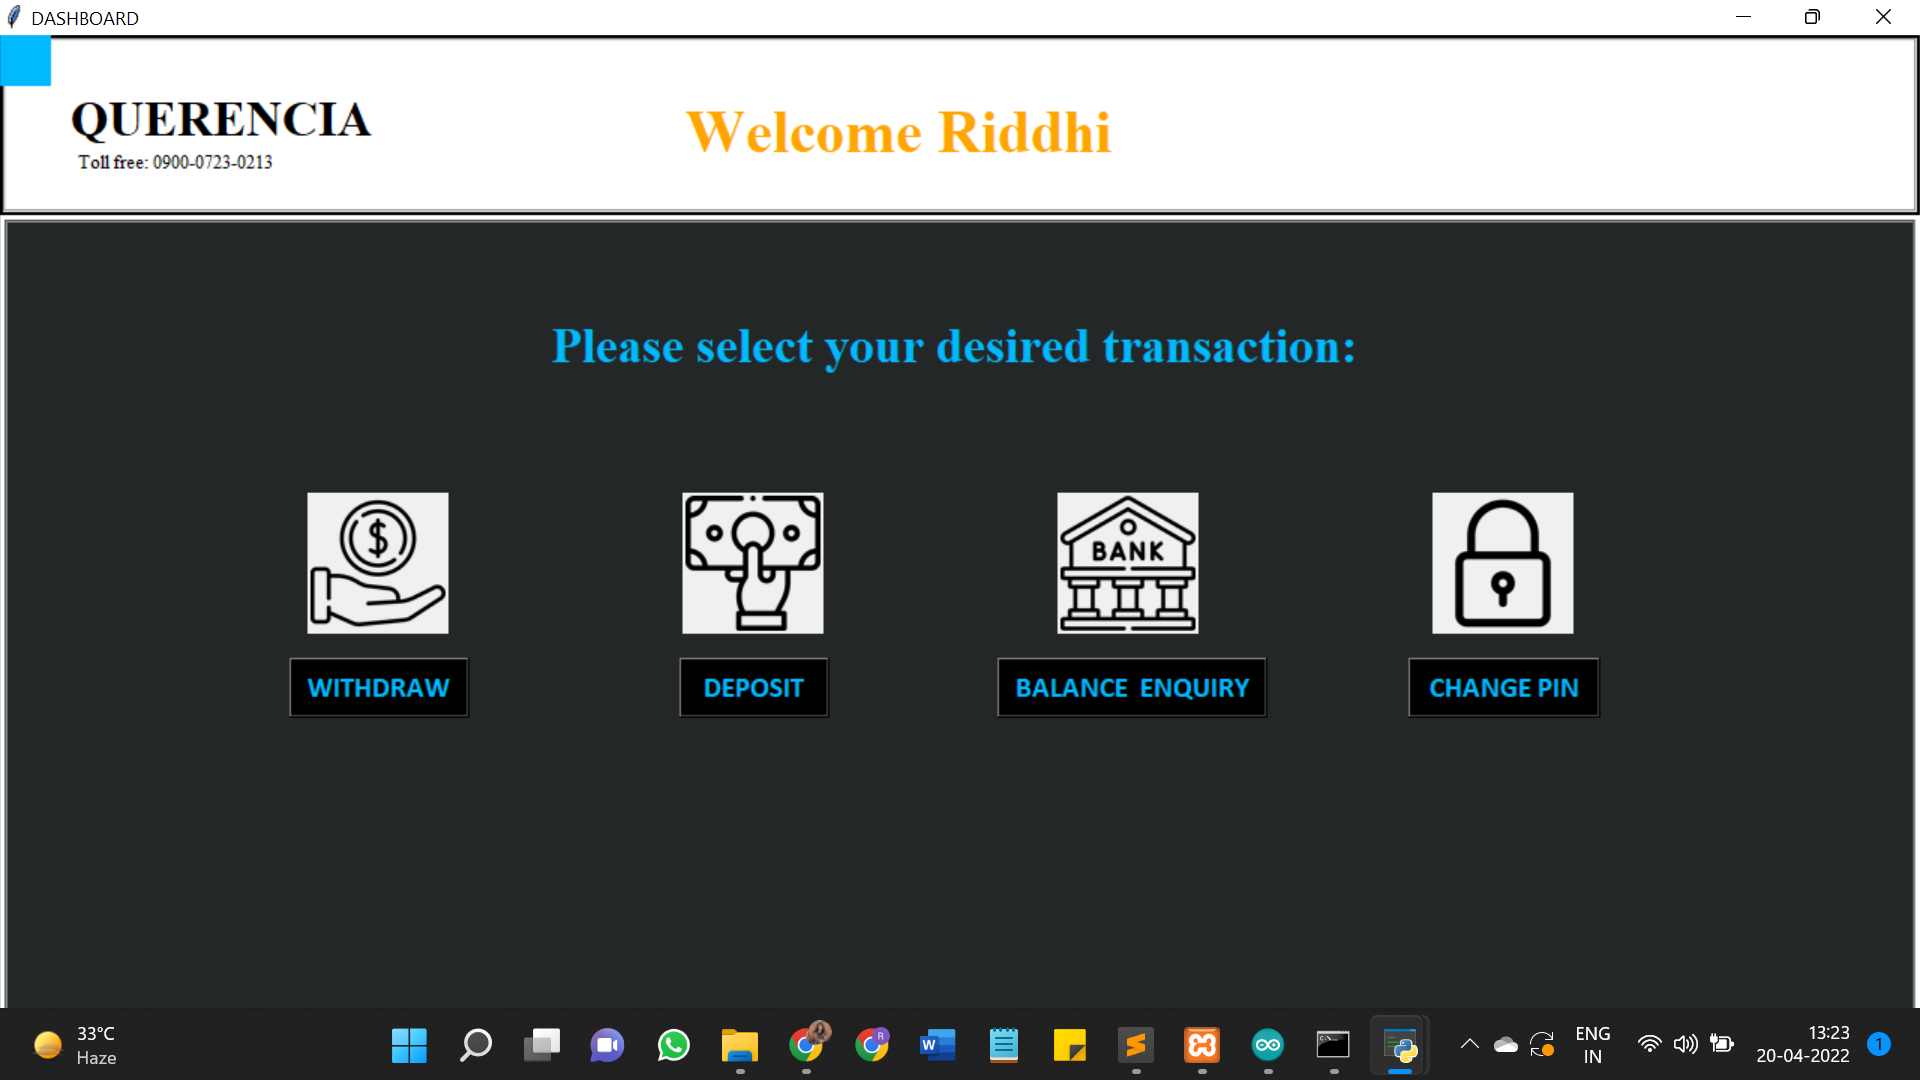 DASHBOARD
QUERENCIA
Toll free: 0900-0723-0213
Welcome Riddhi
Please select your desired transaction:
$
BANK
WITHDRAW
DEPOSIT
BALANCE ENQUIRY
CHANGE PIN
33°C
Haze
R
W
ENG
IN
13:23
20-04-2022
1